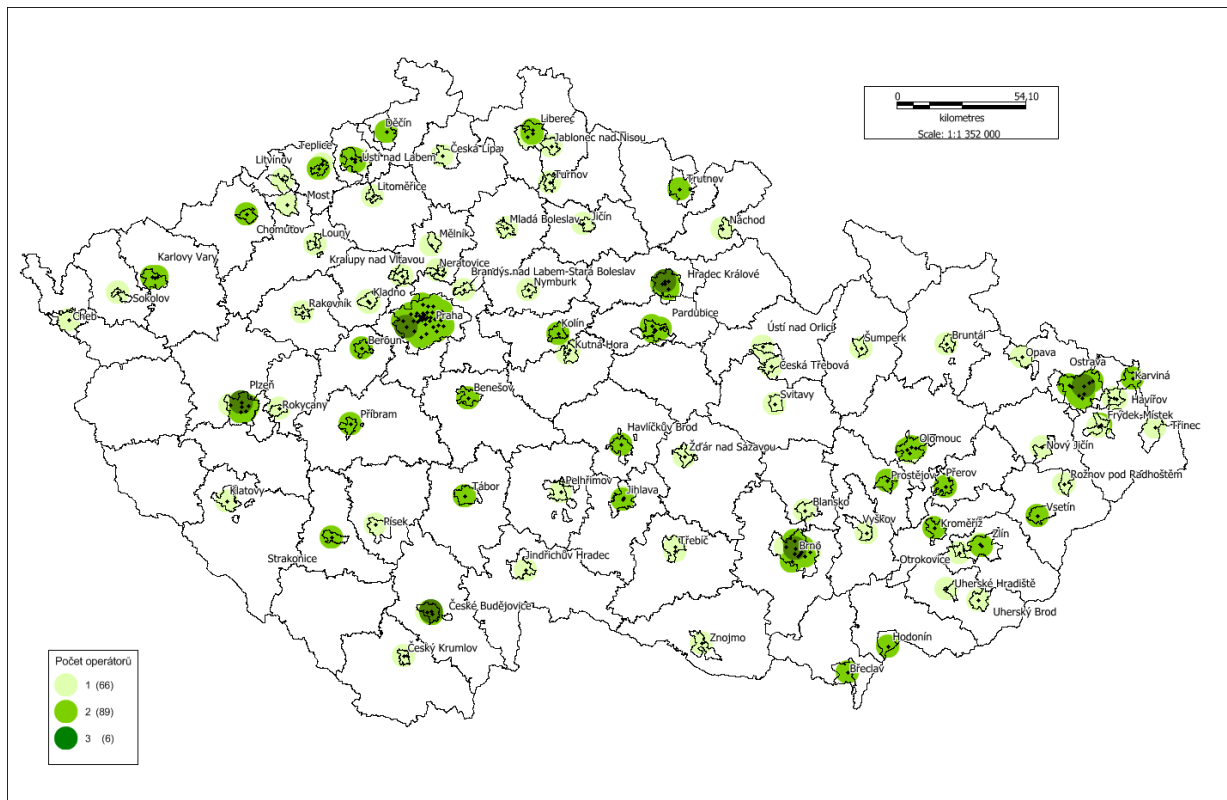 0 54,10
kilometres
Scale: 1:1 352 000
Děčín
Liberec
Teplice
Jablonec nad Nisou
Litvínov
Ústí nad Labem
Česká Lípa
Turnov
Trutnov
Most
Litoměřice
Chomutov
Mladá Boleslav
Jičín
Náchod
Louny
Mělník
Karlovy Vary
Kralupy nad Vltavou
Neratovice
Brandýs nad Labem-Stará Boleslav
Hradec Králové
Nymburk
Sokolov
Kladno
Rakovník
Cheb
Praha
Pardubice
Kolín
Ústí nad Orlicí
Šumperk
Bruntál
Beroun
Kutná Hora
Opava
Ostrava
Česká Třebová
Karviná
Plzeň
Benešov
Svitavy
Havířov
Rokycany
Příbram
Frýdek-Místek
Třinec
Havlíčkův Brod
Olomouc
Žďár nad Sázavou
Nový Jičín
Prostějov
Přerov
Rožnov pod Radhoštěm
Klatovy
Tábor
Pelhřimov
Jihlava
Blansko
Vsetín
Písek
Vyškov
Kroměříž
Strakonice
Jindřichův Hradec
Třebíč
Brno
Zlín
Otrokovice
Uherské Hradiště
České Budějovice
Uherský Brod
Znojmo
Hodonín
Český Krumlov
Břeclav
Počet operátorů
1 (66)
2 (89)
3 (6)